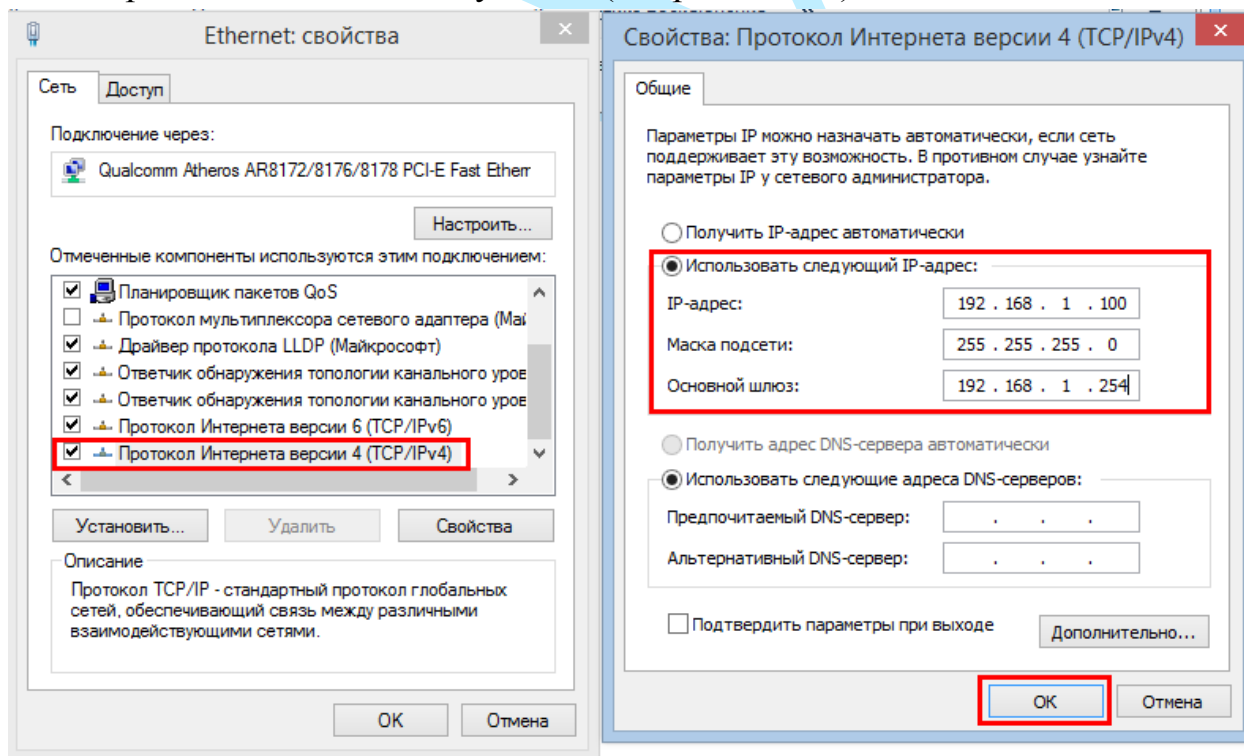 Ethernet: свойства
Сеть
Доступ
Подключение через:
Qualcomm Atheros AR8172/8176/8178 PCI-E Fast Ethern
Настроить...
Отмеченные компоненты используются этим подключением:
Планировщик пакетов QoS
Протокол мультиплексора сетевого адаптера (Май
Драйвер протокола LLDP (Майкрософт)
Ответчик обнаружения топологии канального уров
Ответчик обнаружения топологии канального уров
Протокол Интернета версии 6 (TCP/IPv6)
Протокол Интернета версии 4 (TCP/IPv4)
Установить...
Удалить
Свойства
Описание
Протокол TCP/IP - стандартный протокол глобальных
сетей, обеспечивающий связь между различными
взаимодействующими сетями.
OK
Отмена
Свойства: Протокол Интернета версии 4 (TCP/IPv4)
Общие
Параметры IP можно назначать автоматически, если сеть
поддерживает эту возможность. В противном случае узнайте
параметры IP у сетевого администратора.
Получить IP-адрес автоматически
Использовать следующий IP-адрес:
IP-адрес:
192 . 168 . 1 . 100
Маска подсети:
255 . 255 . 255 . 0
Основной шлюз:
192 . 168 . 1 . 254
Получить адрес DNS-сервера автоматически
Использовать следующие адреса DNS-серверов:
Предпочитаемый DNS-сервер:
. . .
Альтернативный DNS-сервер:
. . .
Подтвердить параметры при выходе
Дополнительно...
OK
Отмена